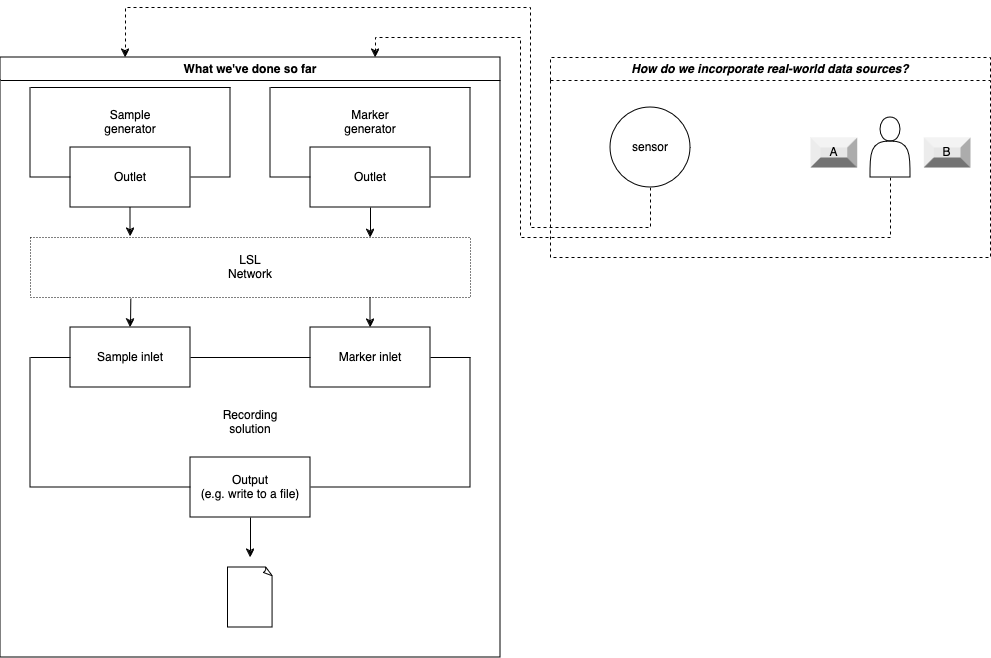 What we've done so far
How do we incorporate real-world data sources?
Sample
generator
Marker
generator
sensor
A
B
Outlet
Outlet
LSL
Network
Sample inlet
Marker inlet
Recording
solution
Output
(e.g. write to a file)